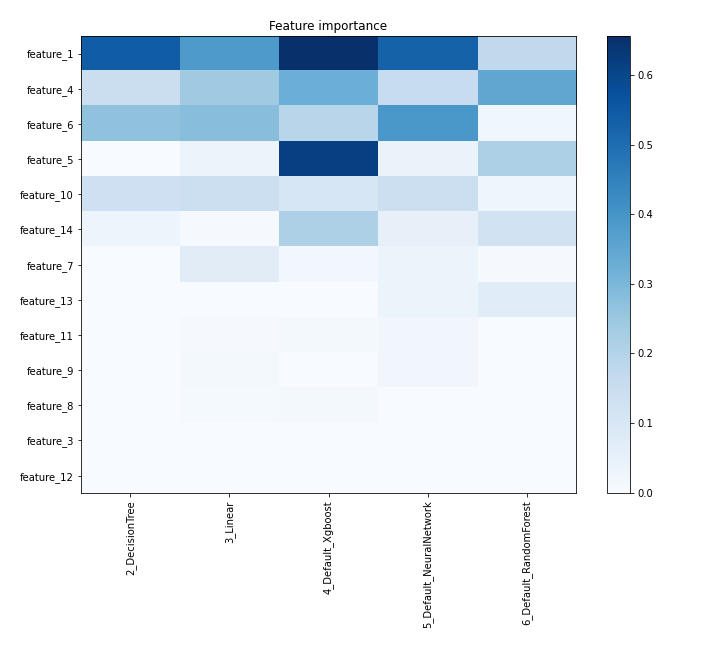 Feature importance
feature_1
feature_4
feature_6
feature_5
feature_10
feature_14
feature_7
feature_13
feature_11
feature_9
feature_8
feature_3
feature_12
2_DecisionTree
3_Linear
4_Default_Xgboost
5_Default_NeuralNetwork
6_Default_RandomForest
0.6
0.5
0.4
0.3
0.2
0.1
0.0